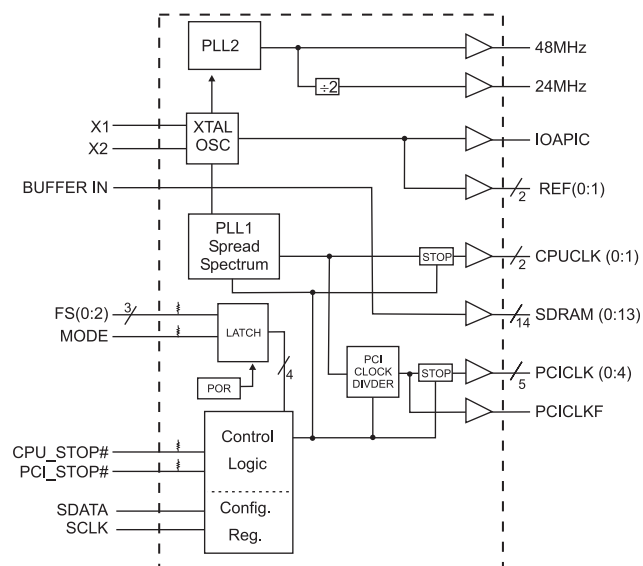 PLL2
48MHz
÷2
24MHz
X1
X2
XTAL
OSC
IOAPIC
BUFFER IN
REF(0:1)
2
PLL1
Spread
Spectrum
STOP
CPUCLK (0:1)
2
FS(0:2)
3
MODE
LATCH
SDRAM (0:13)
14
4
POR
PCI
CLOCK
DIVDER
STOP
PCICLK (0:4)
5
PCICLKF
CPU_STOP#
PCI_STOP#
Control
Logic
SDATA
SCLK
Config.
Reg.